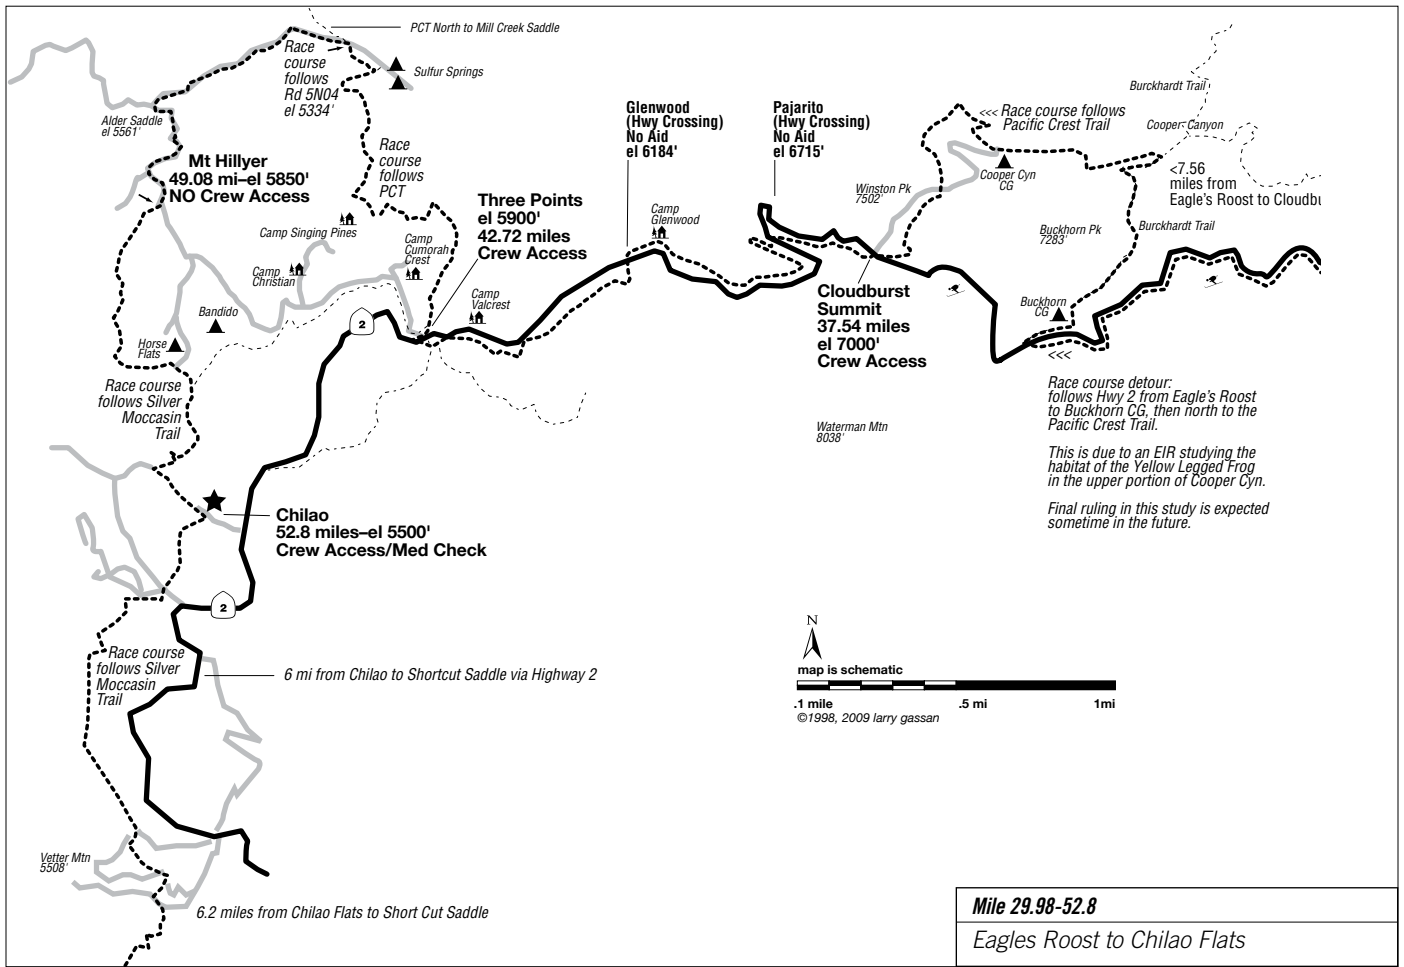 PCT North to Mill Creek Saddle
Race
course
follows
Rd 5N04
el 5334'
Sulfur Springs
Alder Saddle
el 5561'
Mt Hillyer
49.08 mi–el 5850'
NO Crew Access
Race
course
follows
PCT
Three Points
el 5900'
42.72 miles
Crew Access
Glenwood
(Hwy Crossing)
No Aid
el 6184'
Pajarito
(Hwy Crossing)
No Aid
el 6715'
<<< Race course follows
Pacific Crest Trail
Burckhardt Trail
Cooper Canyon
<7.56
miles from
Eagle's Roost to Cloudbu
Cooper Cyn
CG
Winston Pk
7502'
Buckhorn Pk
7283'
Burckhardt Trail
Camp
Glenwood
Camp Singing Pines
Camp
Cumorah
Crest
Camp
Christian
Camp
Valcrest
Bandido
Horse
Flats
2
Cloudburst
Summit
37.54 miles
el 7000'
Crew Access
Buckhorn
CG
<<<
Race course detour:
follows Hwy 2 from Eagle's Roost
to Buckhorn CG, then north to the
Pacific Crest Trail.
This is due to an EIR studying the
habitat of the Yellow Legged Frog
in the upper portion of Cooper Cyn.
Final ruling in this study is expected
sometime in the future.
Race course
follows Silver
Moccasin
Trail
Waterman Mtn
8038'
Chilao
52.8 miles–el 5500'
Crew Access/Med Check
2
Race course
follows Silver
Moccasin
Trail
6 mi from Chilao to Shortcut Saddle via Highway 2
N
map is schematic
.1 mile .5 mi 1mi
©1998, 2009 larry gassan
Vetter Mtn
5508'
6.2 miles from Chilao Flats to Short Cut Saddle
Mile 29.98-52.8
Eagles Roost to Chilao Flats